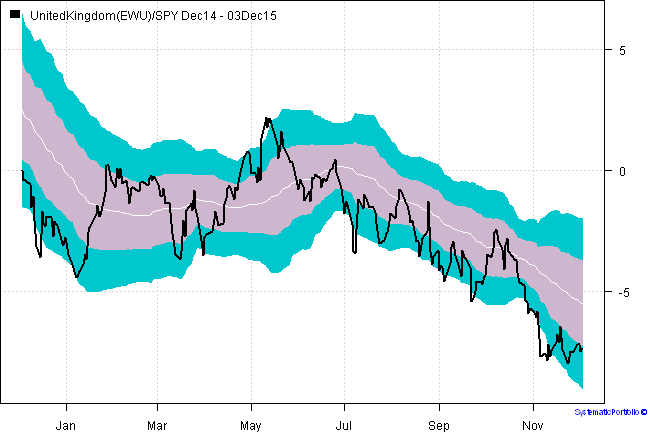 UnitedKingdom(EWU)/SPY Dec14 - 03Dec15
5
0
-5
Jan Mar May Jul Sep Nov
SystematicPortfolio ©